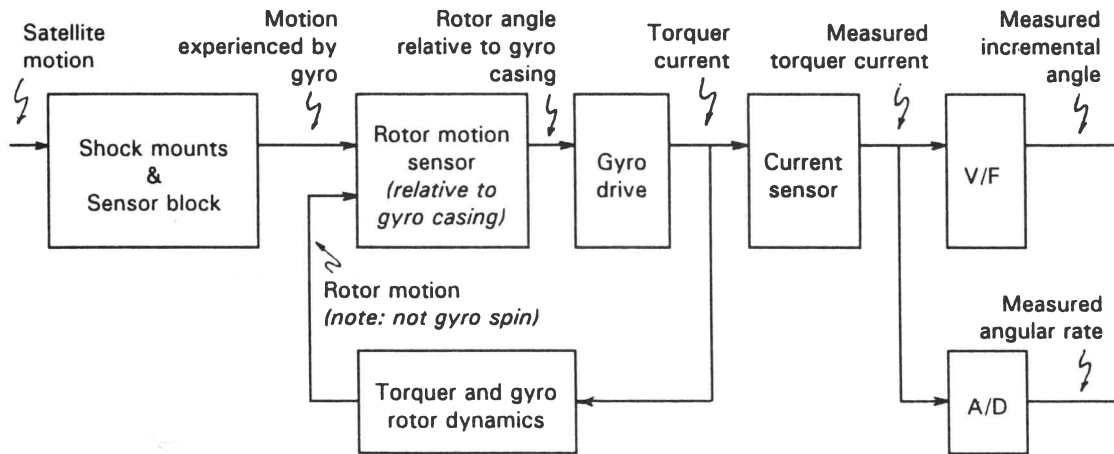 Satellite
motion
Motion
experienced by
gyro
Rotor angle
relative to gyro
casing
Torquer
current
Measured
torquer current
Measured
incremental
angle
Shock mounts
&
Sensor block
Rotor motion
sensor
(relative to
gyro casing)
Gyro
drive
Current
sensor
V/F
Rotor motion
(note: not gyro spin)
Measured
angular rate
Torquer and gyro
rotor dynamics
A/D